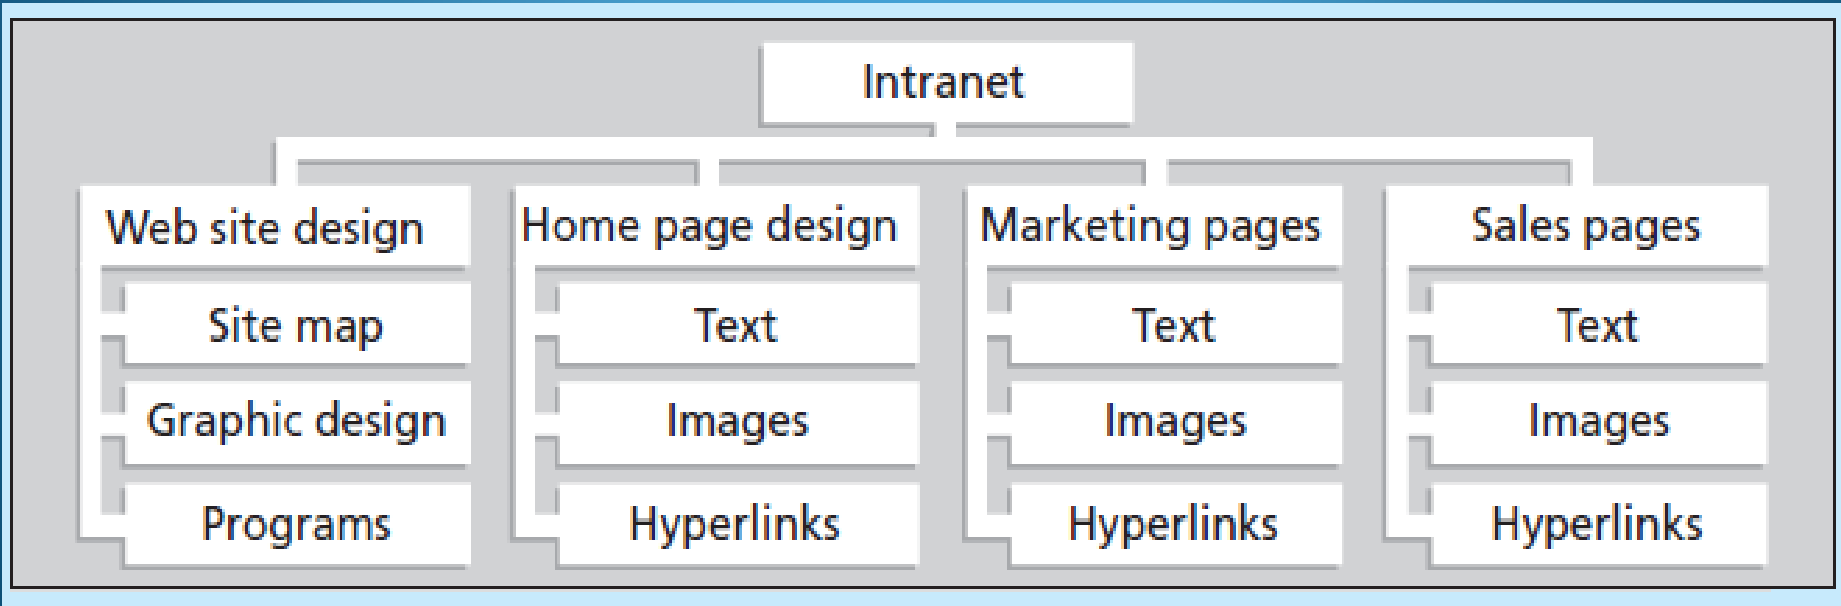 Intranet
Web site design
Home page design
Marketing pages
Sales pages
Site map
Text
Text
Text
Graphic design
Images
Images
Images
Programs
Hyperlinks
Hyperlinks
Hyperlinks